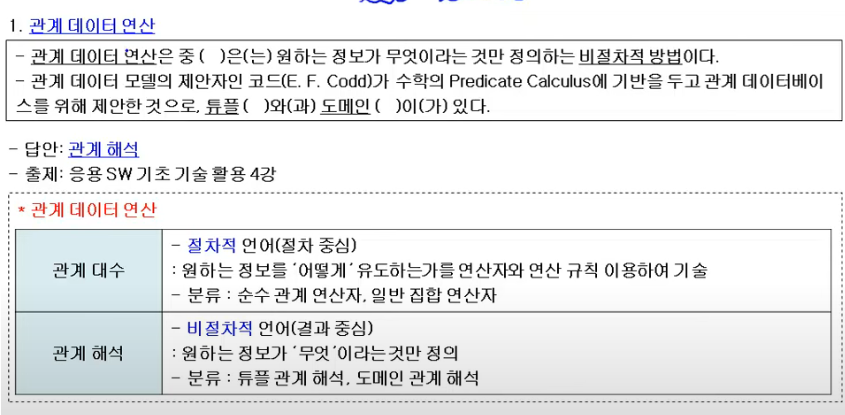 1. 관계 데이터 연산
- 관계 데이터 연산은 중 ( )은(는) 원하는 정보가 무엇이라는 것만 정의하는 비절차적 방법이다.
- 관계 데이터 모델의 제안자인 코드(E. F. Codd)가 수학의 Predicate Calculus에 기반을 두고 관계 데이터베이
스를 위해 제안한 것으로, 튜플 ( )와(과) 도메인 ( )이(가) 있다.
- 답안: 관계 해석
- 출제: 응용 SW 기초 기술 활용 4강
* 관계 데이터 연산
관계 대수
- 절차적 언어(절차 중심)
: 원하는 정보를 '어떻게' 유도하는가를 연산자와 연산 규칙 이용하여 기술
- 분류 : 순수 관계 연산자, 일반 집합 연산자
관계 해석
- 비절차적 언어(결과 중심)
: 원하는 정보가 '무엇'이라는것만 정의
- 분류 : 튜플 관계 해석, 도메인 관계 해석